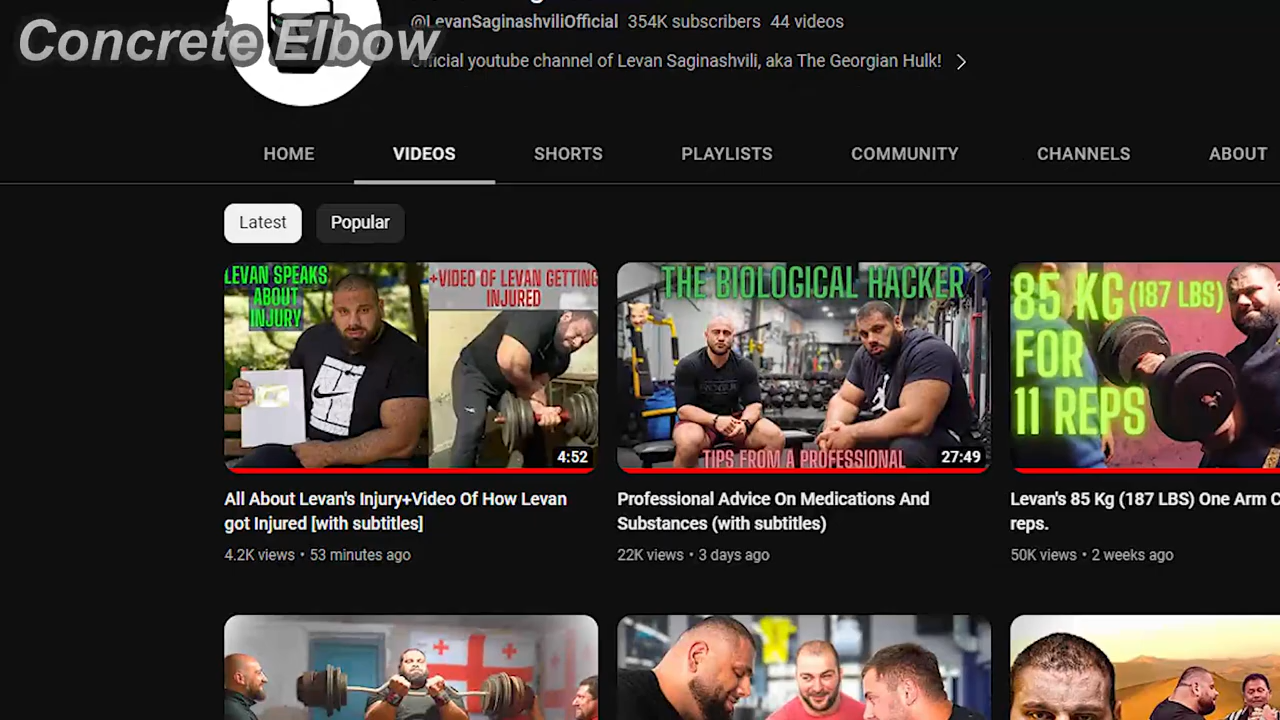 Concrete Elbow
@LevanSaginashviliOfficial 354K subscribers 44 videos
official youtube channel of Levan Saginashvili, aka The Georgian Hulk!
HOME VIDEOS SHORTS PLAYLISTS COMMUNITY CHANNELS ABOUT
Latest Popular
LEVAN SPEAKS
ABOUT
INJURY
+VIDEO OF LEVAN GETTING
INJURED
4:52
THE BIOLOGICAL HACKER
TIPS FROM A PROFESSIONAL
27:49
85 KG (187 LBS)
FOR
11 REPS
All About Levan's Injury+Video Of How Levan
got Injured [with subtitles]
4.2K views • 53 minutes ago
Professional Advice On Medications And
Substances (with subtitles)
22K views • 3 days ago
Levan's 85 Kg (187 LBS) One Arm
reps.
50K views • 2 weeks ago